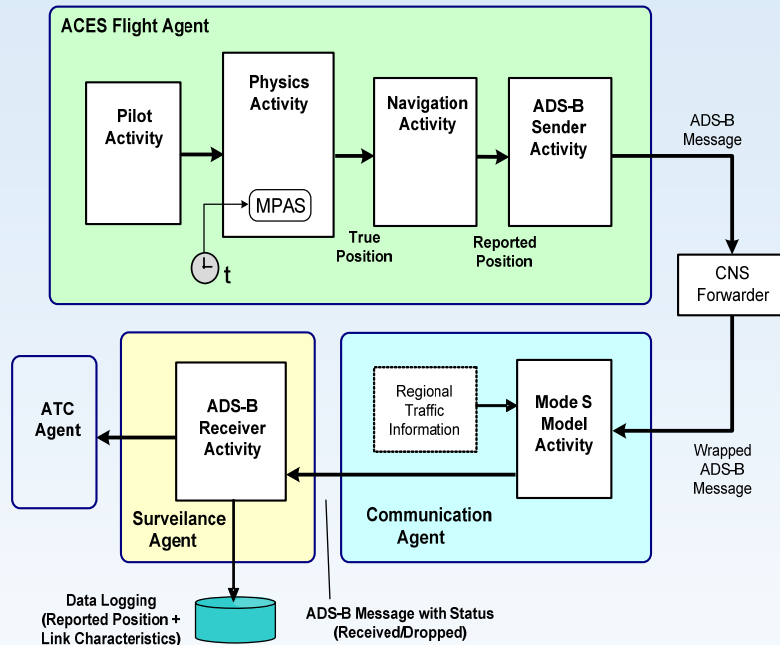 ACES Flight Agent
Pilot
Activity
Physics
Activity
MPAS
t
True
Position
Navigation
Activity
Reported
Position
ADS-B
Sender
Activity
ADS-B
Message
CNS
Forwarder
Wrapped
ADS-B
Message
Mode S
Model
Activity
Regional
Traffic
Information
Communication
Agent
ADS-B Message with Status
(Received/Dropped)
ADS-B
Receiver
Activity
Surveilance
Agent
ATC
Agent
Data Logging
(Reported Position +
Link Characteristics)